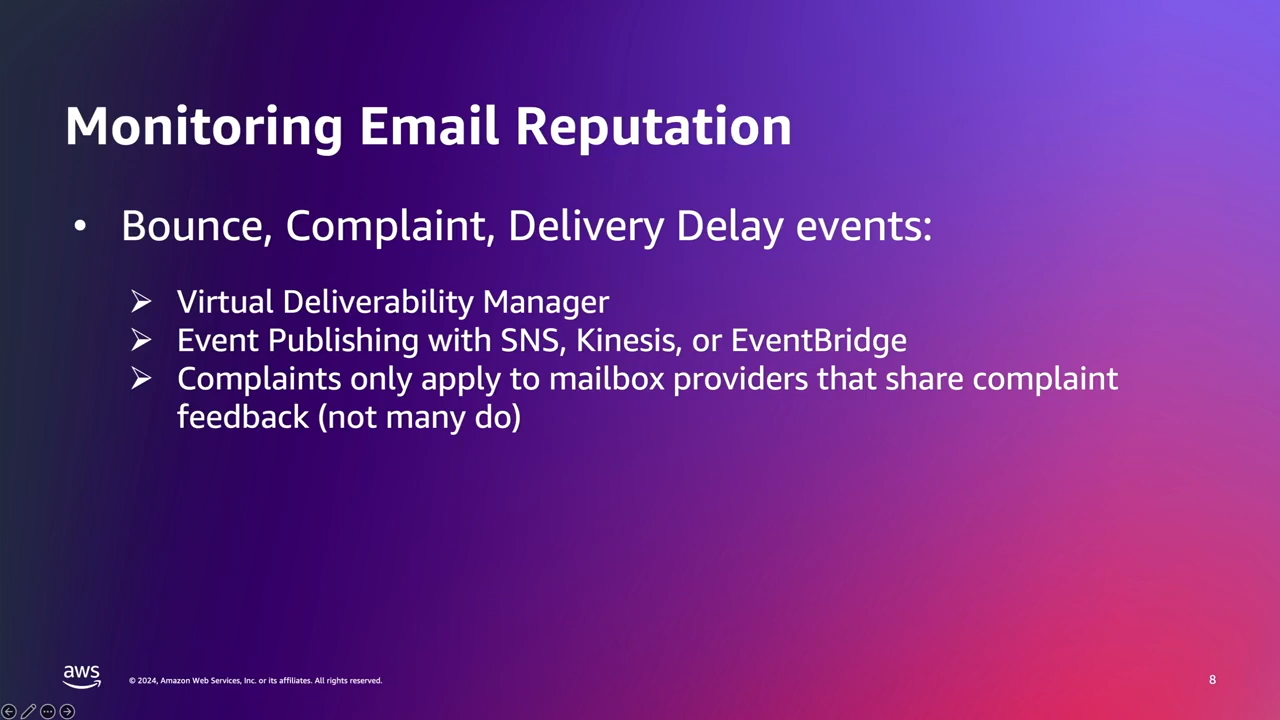 Monitoring Email Reputation
• Bounce, Complaint, Delivery Delay events:
➢ Virtual Deliverability Manager
➢ Event Publishing with SNS, Kinesis, or EventBridge
➢ Complaints only apply to mailbox providers that share complaint
feedback (not many do)
aws
© 2024, Amazon Web Services, Inc. or its affiliates. All rights reserved.
8